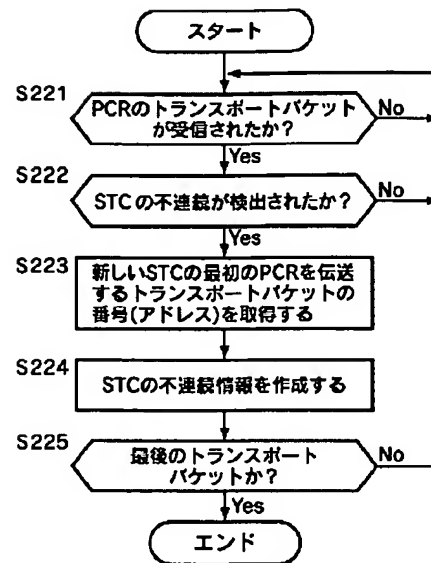 スタート
S221
PCRのトランスポートパケット
が受信されたか?
No
Yes
S222
STCの不連続が検出されたか?
No
Yes
S223
新しいSTCの最初のPCRを伝送
するトランスポートパケットの
番号(アドレス)を取得する
S224
STCの不連続情報を作成する
S225
最後のトランスポート
パケットか?
No
Yes
エンド